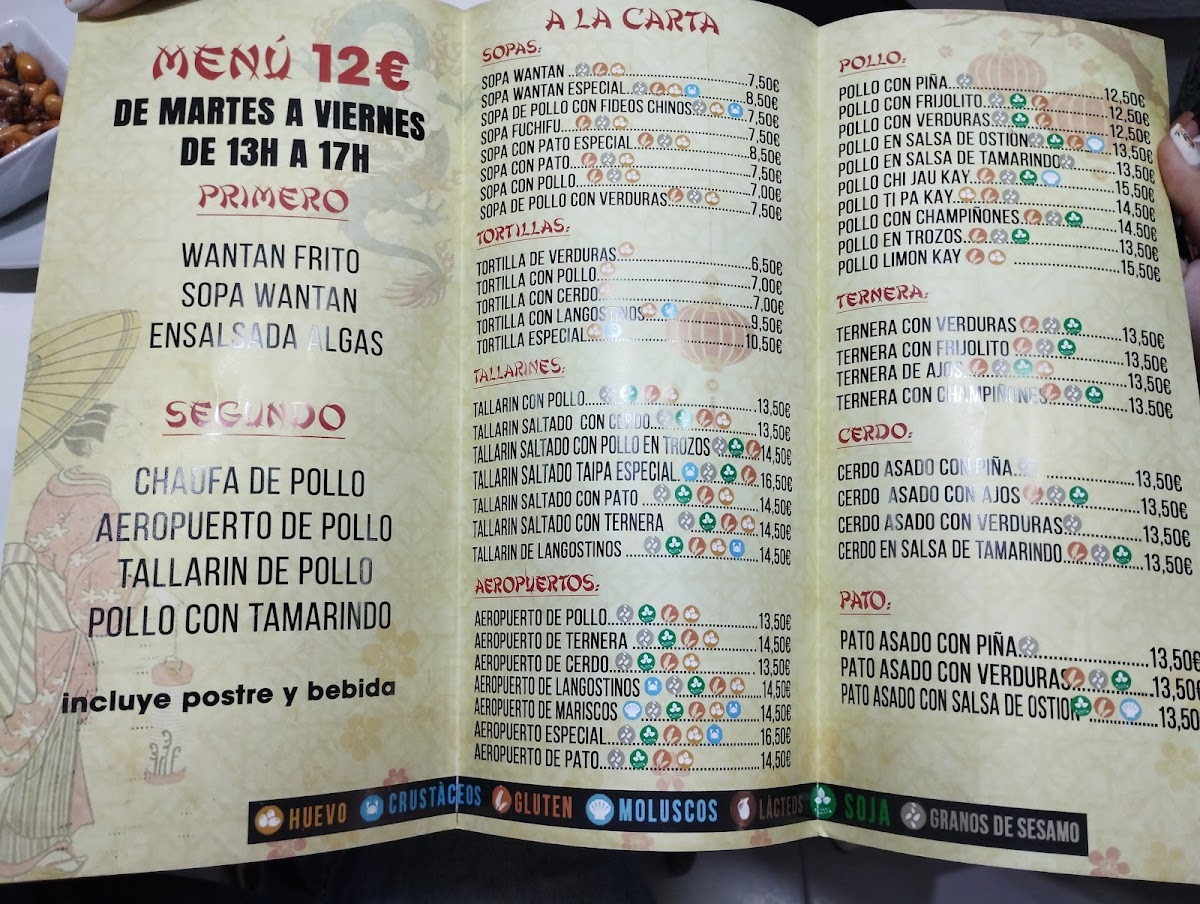 MENÚ 12€
DE MARTES A VIERNES
DE 13H A 17H
PRIMERO
WANTAN FRITO
SOPA WANTAN
ENSALSADA ALGAS
SEGUNDO
CHAUFA DE POLLO
AEROPUERTO DE POLLO
TALLARIN DE POLLO
POLLO CON TAMARINDO
incluye postre y bebida
A LA CARTA
SOPAS:
SOPA WANTAN 7,50€
SOPA WANTAN ESPECIAL 8,50€
SOPA DE POLLO CON FIDEOS CHINOS 7,50€
SOPA FUCHIFU 7,50€
SOPA CON PATO ESPECIAL 8,50€
SOPA CON PATO 7,50€
SOPA CON POLLO 7,00€
SOPA DE POLLO CON VERDURAS 7,50€
TORTILLAS:
TORTILLA DE VERDURAS 6,50€
TORTILLA CON POLLO 7,00€
TORTILLA CON CERDO 7,00€
TORTILLA CON LANGOSTINOS 9,50€
TORTILLA ESPECIAL 10,50€
TALLARINES:
TALLARIN CON POLLO 13,50€
TALLARIN SALTADO CON CERDO 13,50€
TALLARIN SALTADO CON POLLO EN TROZOS 14,50€
TALLARIN SALTADO TAIPA ESPECIAL 16,50€
TALLARIN SALTADO CON PATO 14,50€
TALLARIN SALTADO CON TERNERA 14,50€
TALLARIN DE LANGOSTINOS 14,50€
AEROPUERTOS:
AEROPUERTO DE POLLO 13,50€
AEROPUERTO DE TERNERA 14,50€
AEROPUERTO DE CERDO 13,50€
AEROPUERTO DE LANGOSTINOS 14,50€
AEROPUERTO DE MARISCOS 14,50€
AEROPUERTO ESPECIAL 16,50€
AEROPUERTO DE PATO 14,50€
POLLO:
POLLO CON PIÑA 12,50€
POLLO CON FRIJOLITO 12,50€
POLLO CON VERDURAS 12,50€
POLLO EN SALSA DE OSTIÓN 13,50€
POLLO EN SALSA DE TAMARINDO 13,50€
POLLO CHI JAU KAY 15,50€
POLLO TI PA KAY 14,50€
POLLO CON CHAMPIÑONES 14,50€
POLLO EN TROZOS 13,50€
POLLO LIMON KAY 15,50€
TERNERA:
TERNERA CON VERDURAS 13,50€
TERNERA CON FRIJOLITO 13,50€
TERNERA DE AJOS 13,50€
TERNERA CON CHAMPIÑONES 13,50€
CERDO:
CERDO ASADO CON PIÑA 13,50€
CERDO ASADO CON AJOS 13,50€
CERDO ASADO CON VERDURAS 13,50€
CERDO EN SALSA DE TAMARINDO 13,50€
PATO:
PATO ASADO CON PIÑA 13,50€
PATO ASADO CON VERDURAS 13,50
PATO ASADO CON SALSA DE OSTION 13,50
HUEVO CRUSTÀCEOS GLUTEN MOLUSCOS LÀCTEOS SOJA GRANOS DE SESAMO